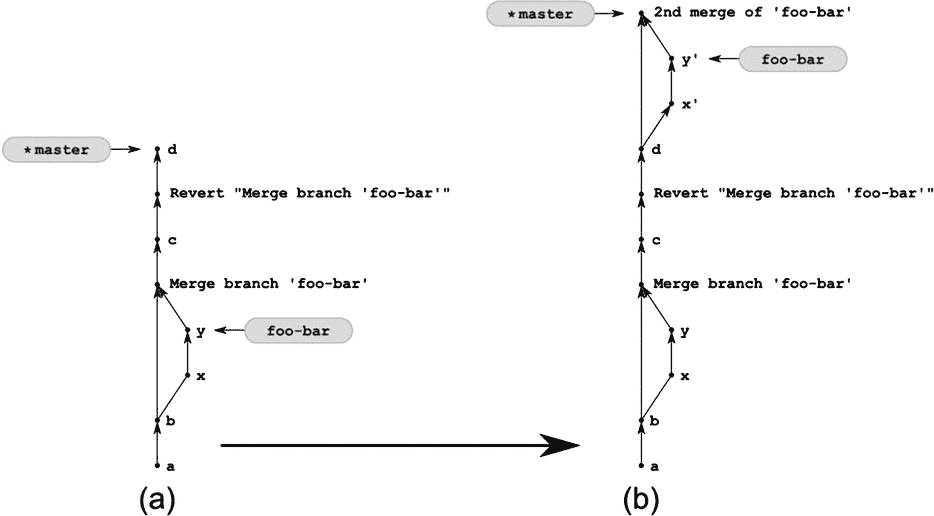 *master
d
Revert "Merge branch 'foo-bar'"
c
Merge branch 'foo-bar'
y
foo-bar
x
b
a
(a)
*master
2nd merge of 'foo-bar'
y'
foo-bar
x'
d
Revert "Merge branch 'foo-bar'"
c
Merge branch 'foo-bar'
y
x
b
a
(b)